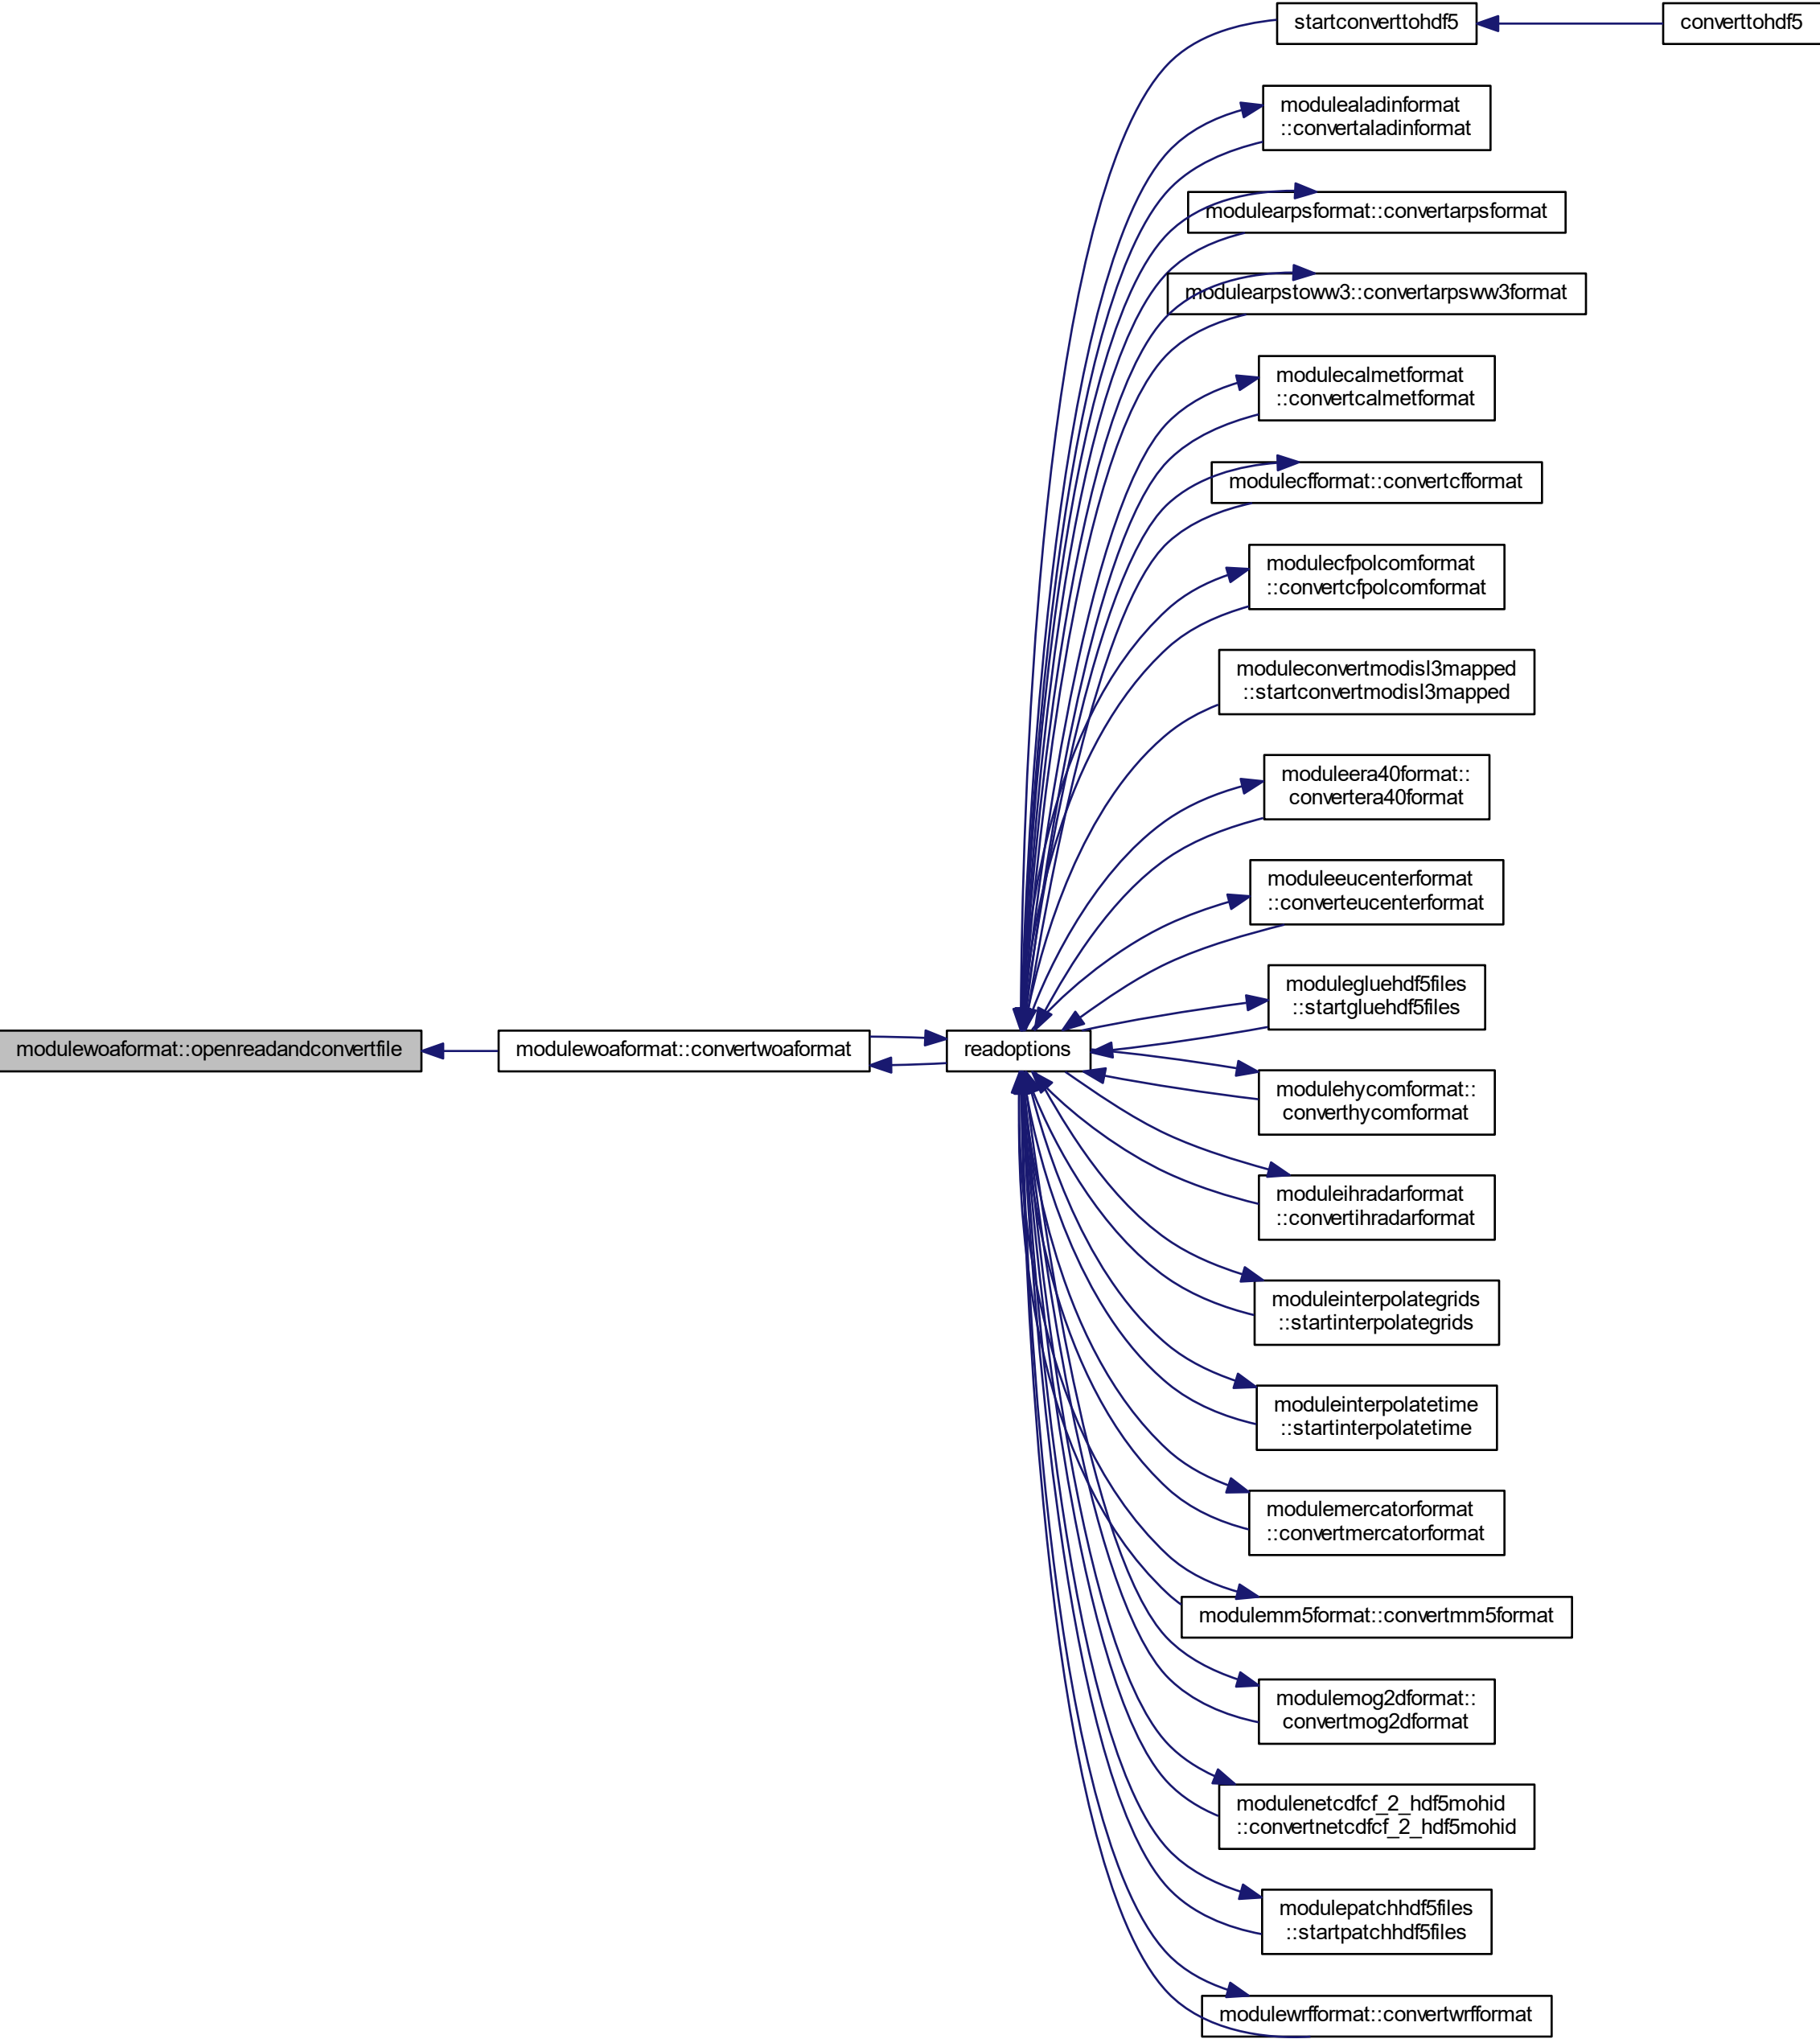 startconverttohdf5
converttohdf5
modulealadinformat
::convertaladinformat
modulearpsformat::convertarpsformat
modulearpstoww3::convertarpsww3format
modulecalmetformat
::convertcalmetformat
modulecfformat::convertcfformat
modulecfpolcomformat
::convertcfpolcomformat
moduleconvertmodisl3mapped
::startconvertmodisl3mapped
moduleera40format::
convertera40format
moduleeucenterformat
::converteucenterformat
modulegluehdf5files
::startgluehdf5files
modulewoaformat::openreadandconvertfile
modulewoaformat::convertwoaformat
readoptions
modulehycomformat::
converthycomformat
moduleihradarformat
::convertihradarformat
moduleinterpolategrids
::startinterpolategrids
moduleinterpolatetime
::startinterpolatetime
modulemercatorformat
::convertmercatorformat
modulemm5format::convertmm5format
modulemog2dformat::
convertmog2dformat
modulenetcdfcf_2_hdf5mohid
::convertnetcdfcf_2_hdf5mohid
modulepatchhdf5files
::startpatchhdf5files
modulewrfformat::convertwrfformat